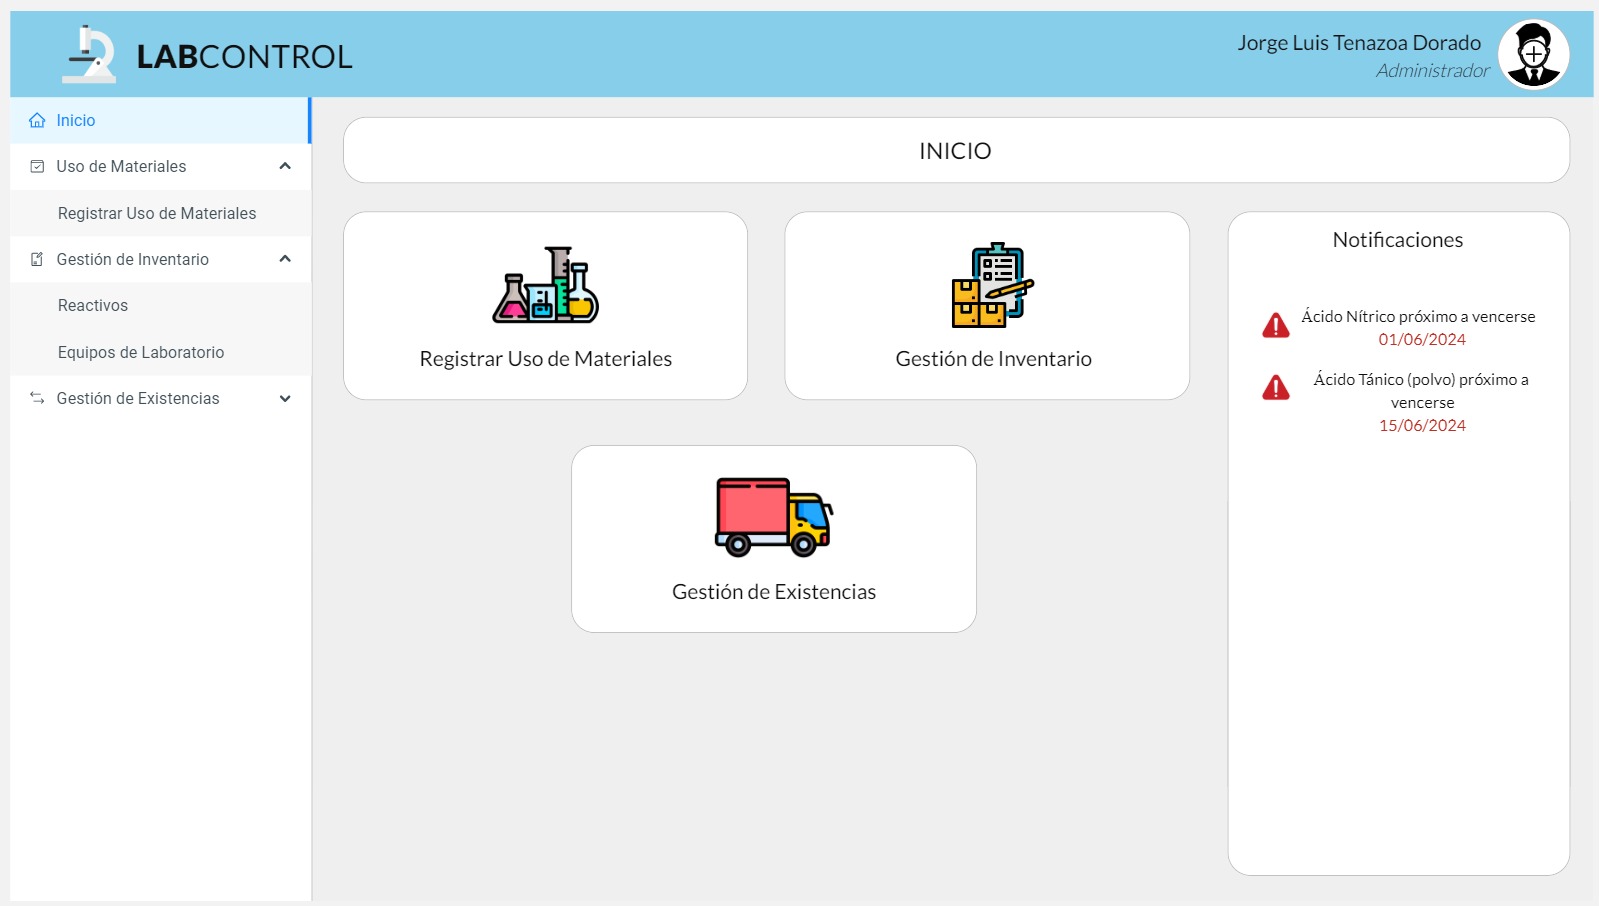 LABCONTROL
Jorge Luis Tenazoa Dorado
Administrador
Inicio
Uso de Materiales
Registrar Uso de Materiales
Gestión de Inventario
Reactivos
Equipos de Laboratorio
Gestión de Existencias
INICIO
Registrar Uso de Materiales
Gestión de Inventario
Gestión de Existencias
Notificaciones
Ácido Nítrico próximo a vencerse
01/06/2024
Ácido Tánico (polvo) próximo a
vencerse
15/06/2024